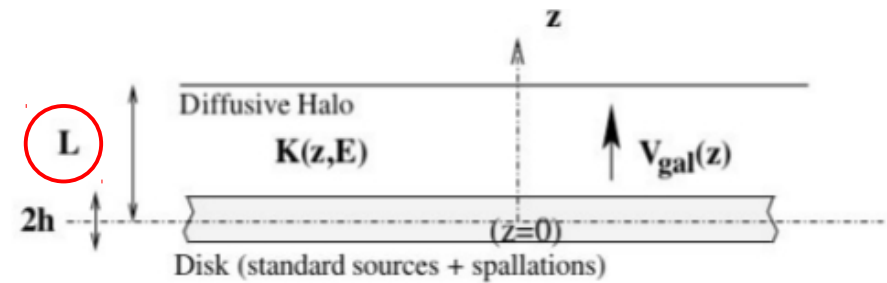 z
Diffusive Halo
L
K(z,E)
V_gal(z)
2h
(z=0)
Disk (standard sources + spallations)